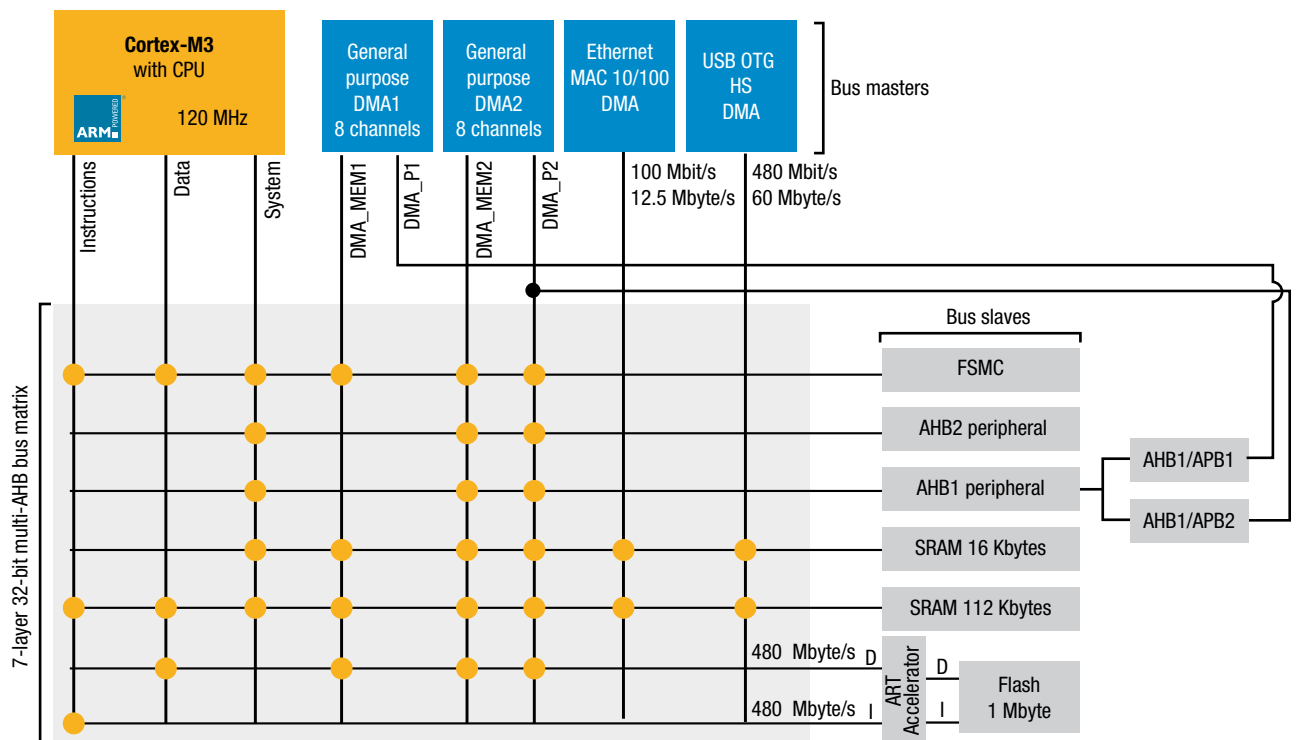 Cortex-M3
with CPU
ARM
POWERED
120 MHz
General
purpose
DMA1
8 channels
General
purpose
DMA2
8 channels
Ethernet
MAC 10/100
DMA
USB OTG
HS
DMA
Bus masters
Instructions
Data
System
DMA_MEM1
DMA_P1
DMA_MEM2
DMA_P2
100 Mbit/s
12.5 Mbyte/s
480 Mbit/s
60 Mbyte/s
7-layer 32-bit multi-AHB bus matrix
Bus slaves
FSMC
AHB2 peripheral
AHB1 peripheral
AHB1/APB1
AHB1/APB2
SRAM 16 Kbytes
SRAM 112 Kbytes
480 Mbyte/s D
480 Mbyte/s I
ART
Accelerator
D
I
Flash
1 Mbyte